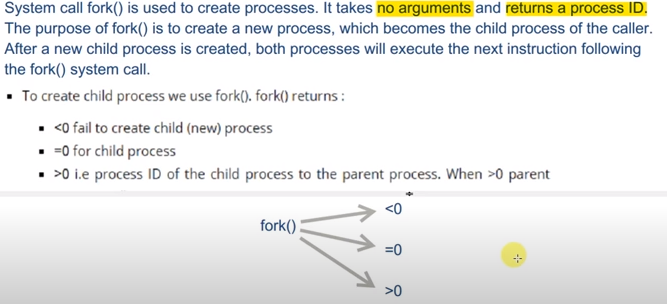 System call fork() is used to create processes. It takes no arguments and returns a process ID.
The purpose of fork() is to create a new process, which becomes the child process of the caller.
After a new child process is created, both processes will execute the next instruction following
the fork() system call.
▪ To create child process we use fork(). fork() returns :
▪ <0 fail to create child (new) process
▪ =0 for child process
▪ >0 i.e process ID of the child process to the parent process. When >0 parent
<0
fork()
=0
>0